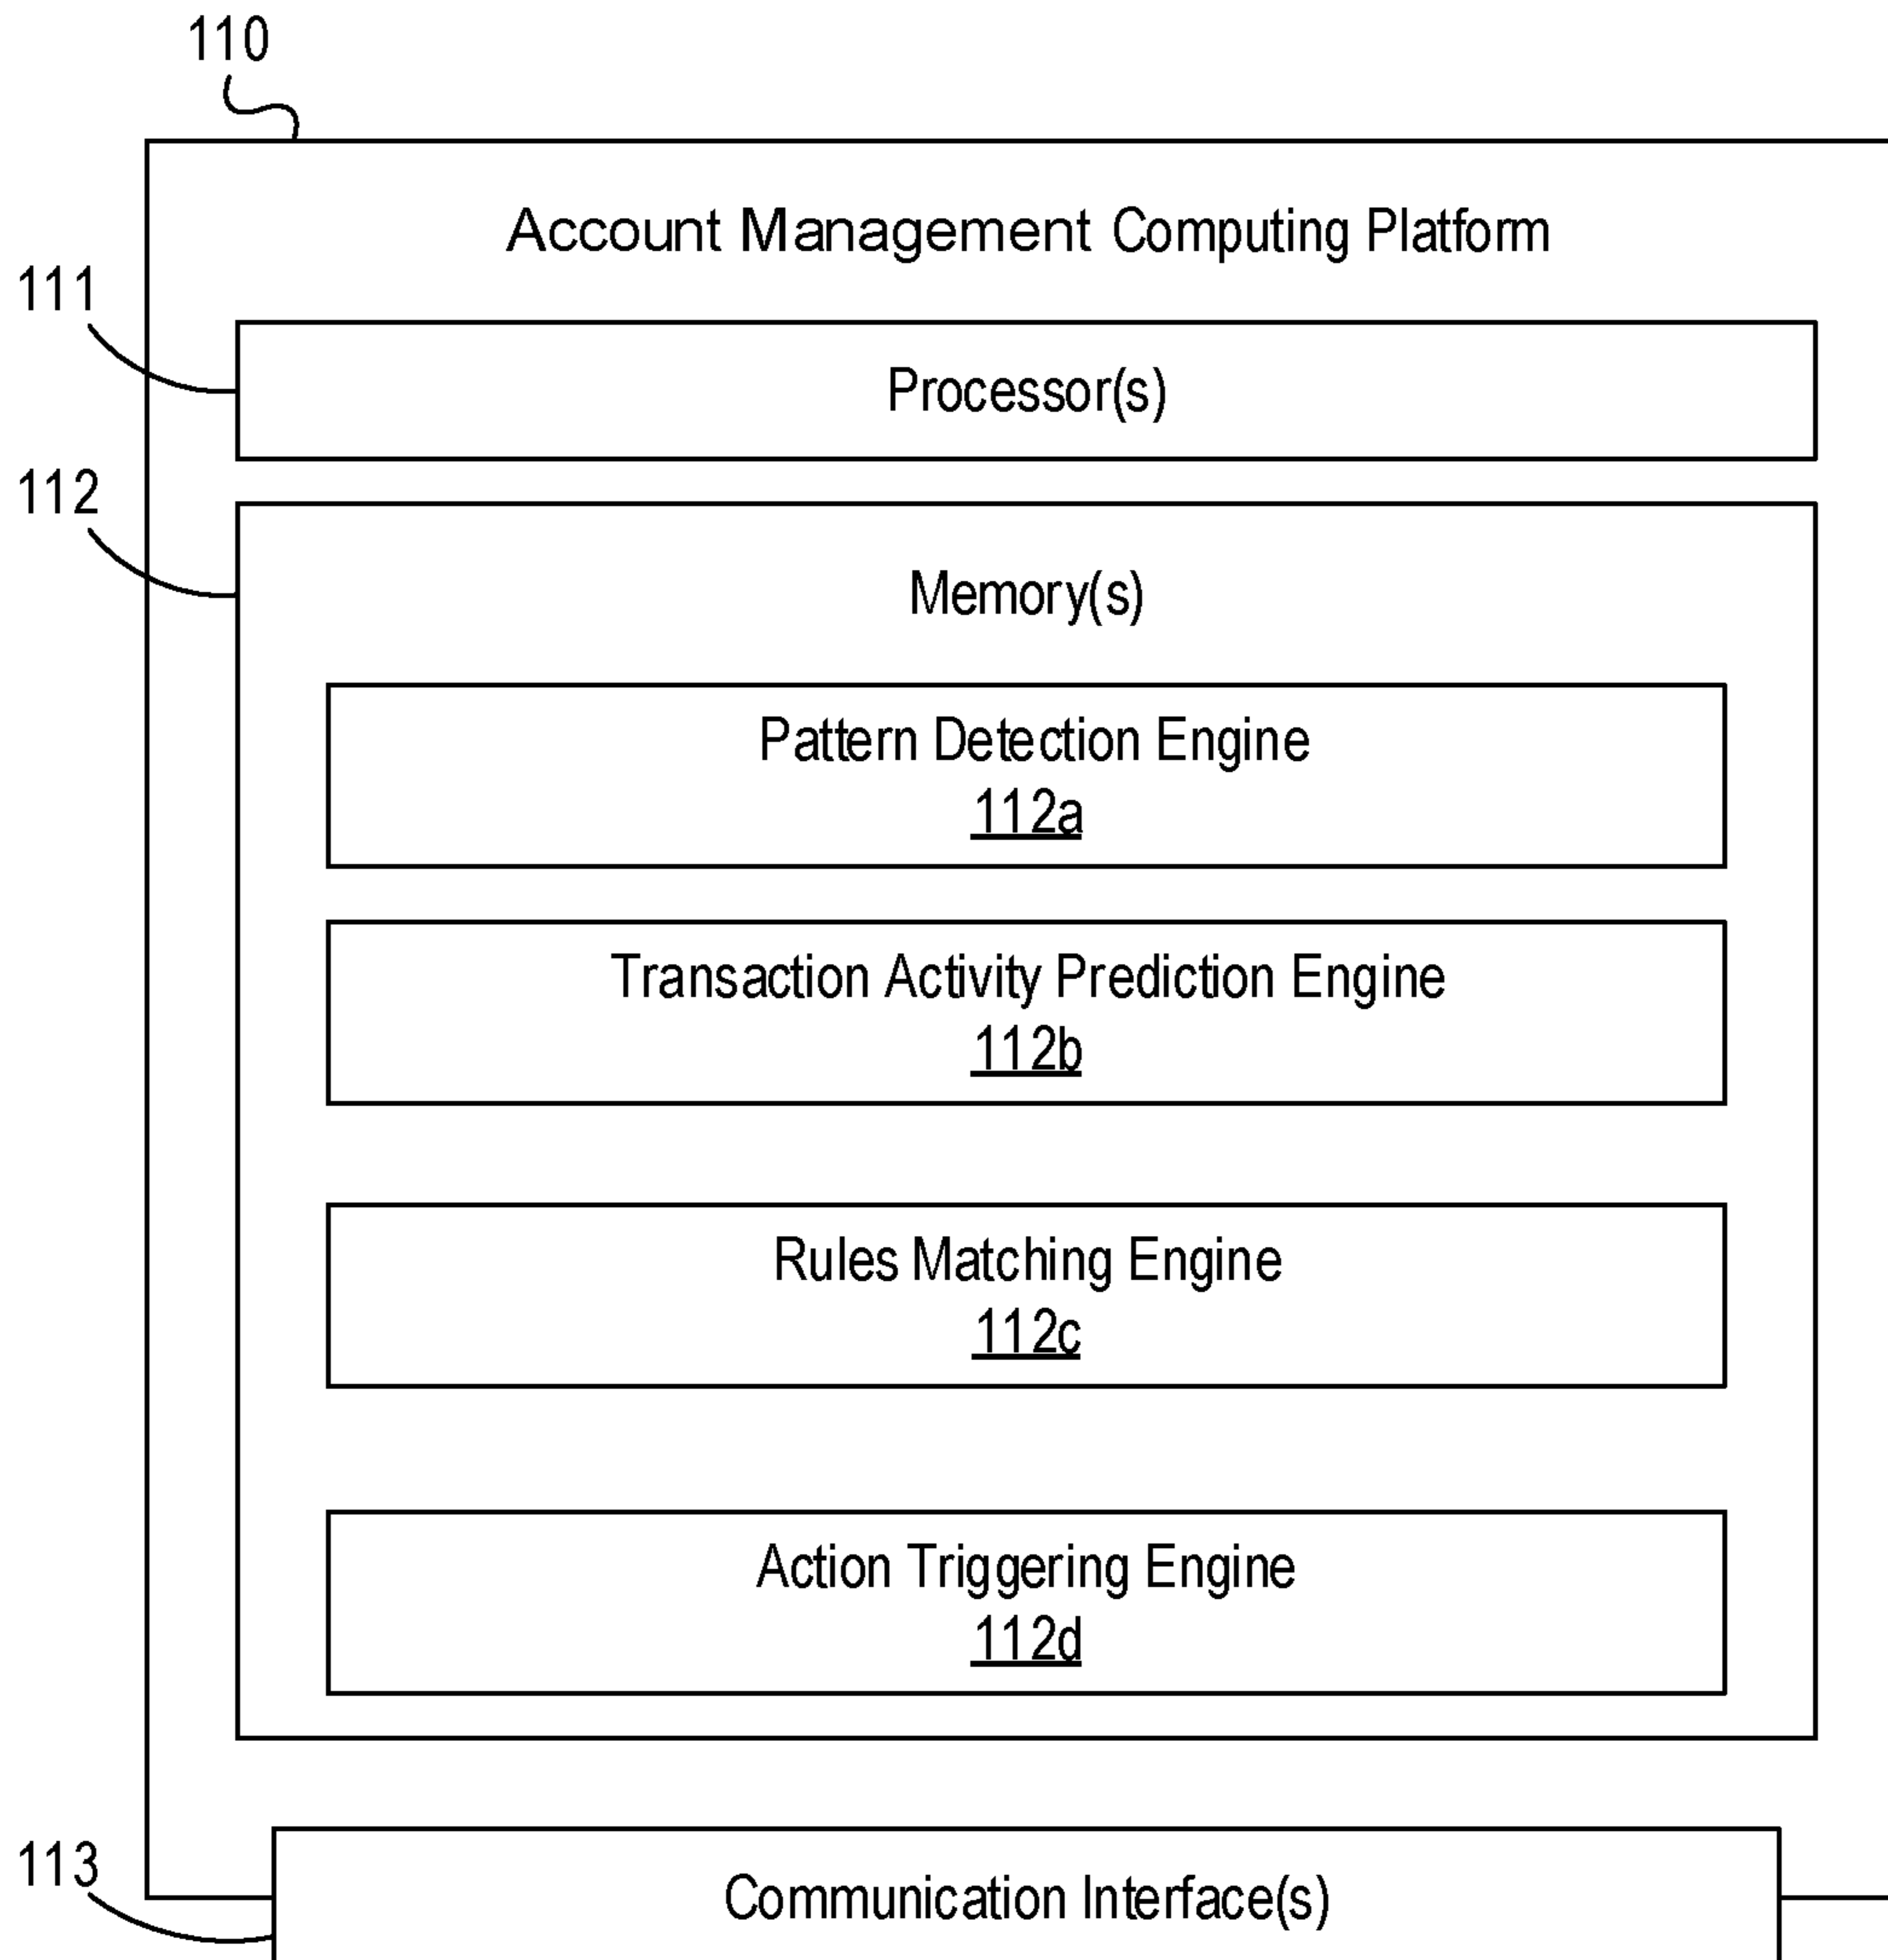 110
Account Management Computing Platform
111
Processor(s)
112
Memory(s)
Pattern Detection Engine
112a
Transaction Activity Prediction Engine
112b
Rules Matching Engine
112c
Action Triggering Engine
112d
113
Communication Interface(s)